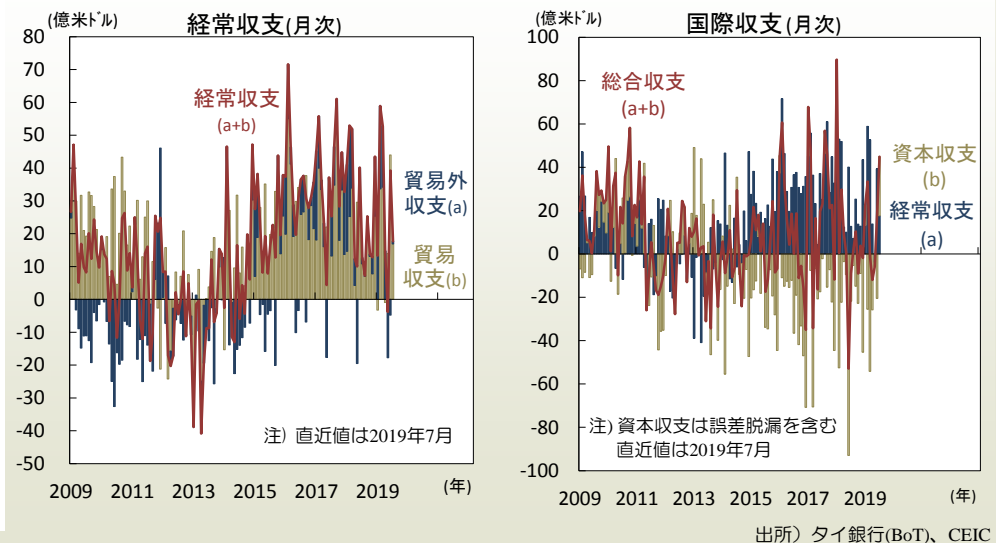 経常収支(月次)
(億米ﾄﾞﾙ)
80
70
60
50
40
30
20
10
0
-10
-20
-30
-40
-50
経常収支
(a+b)
貿易外
収支(a)
貿易
収支(b)
注) 直近値は2019年7月
2009 2011 2013 2015 2017 2019
(年)
国際収支(月次)
(億米ﾄﾞﾙ)
100
80
60
40
20
0
-20
-40
-60
-80
-100
総合収支
(a+b)
資本収支
(b)
経常収支
(a)
注) 資本収支は誤差脱漏を含む
直近値は2019年7月
2009 2011 2013 2015 2017 2019
(年)
出所）タイ銀行(BoT)、CEIC